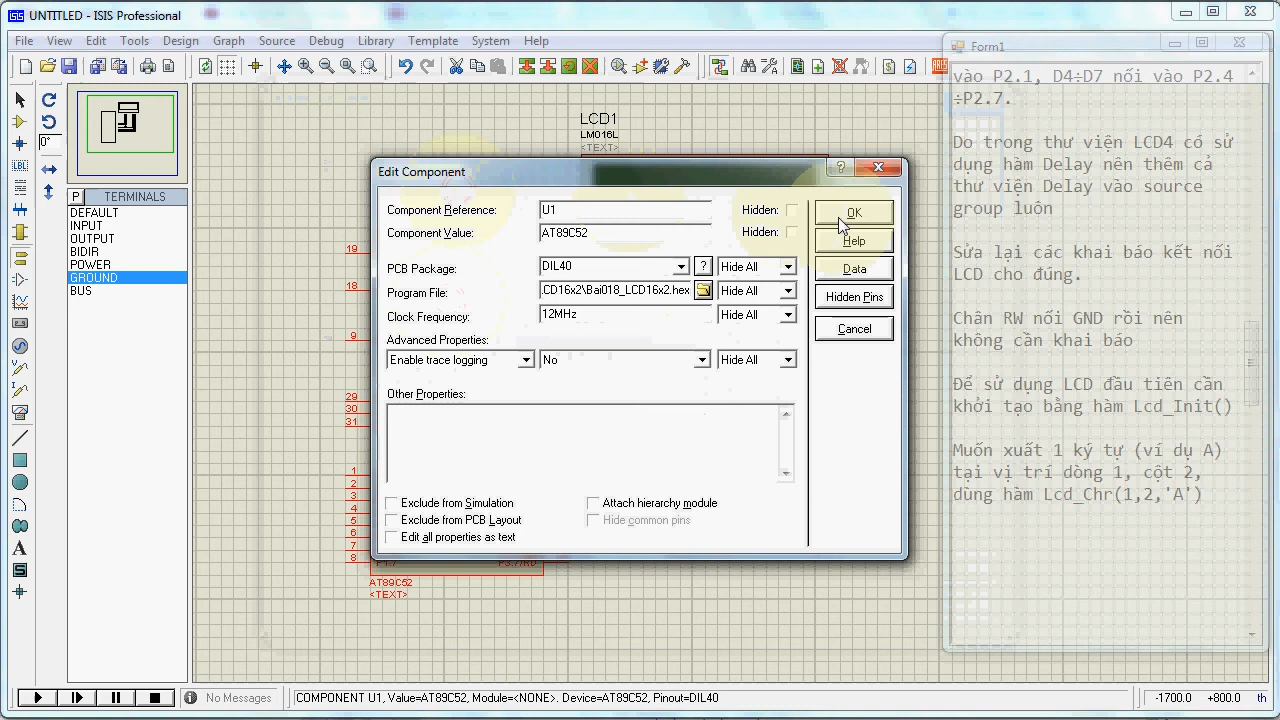 UNTITLED - ISIS Professional
File View Edit Tools Design Graph Source Debug Library Template System Help
Form1
vào P2.1, D4÷D7 nối vào P2.4
÷P2.7.
Do trong thư viện LCD4 có sử
dụng hàm Delay nên thêm cả
thư viện Delay vào source
group luôn
Sửa lại các khai báo kết nối
LCD cho đúng.
Chân RW nối GND rồi nên
không cần khai báo
Để sử dụng LCD đầu tiên cần
khởi tạo bằng hàm Lcd_Init()
Muốn xuất 1 ký tự (ví dụ A)
tại vị trí dòng 1, cột 2,
dùng hàm Lcd_Chr(1,2,'A')
0°
P TERMINALS
DEFAULT
INPUT
OUTPUT
BIDIR
POWER
GROUND
BUS
LCD1
LM016L
<TEXT>
Edit Component
Component Reference: U1 Hidden:
Component Value: AT89C52 Hidden:
PCB Package: DIL40 ? Hide All
Program File: CD16x2\Bai018_LCD16x2.hex Hide All
Clock Frequency: 12MHz Hide All
Advanced Properties:
Enable trace logging No Hide All
Other Properties:
Exclude from Simulation Attach hierarchy module
Exclude from PCB Layout Hide common pins
Edit all properties as text
OK
Help
Data
Hidden Pins
Cancel
19
18
9
29
30
31
1
2
3
4
5
6
7
8
P1.7 P3.7/RD
AT89C52
<TEXT>
No Messages COMPONENT U1, Value=AT89C52, Module=<NONE>, Device=AT89C52, Pinout=DIL40 -1700.0 +800.0 th